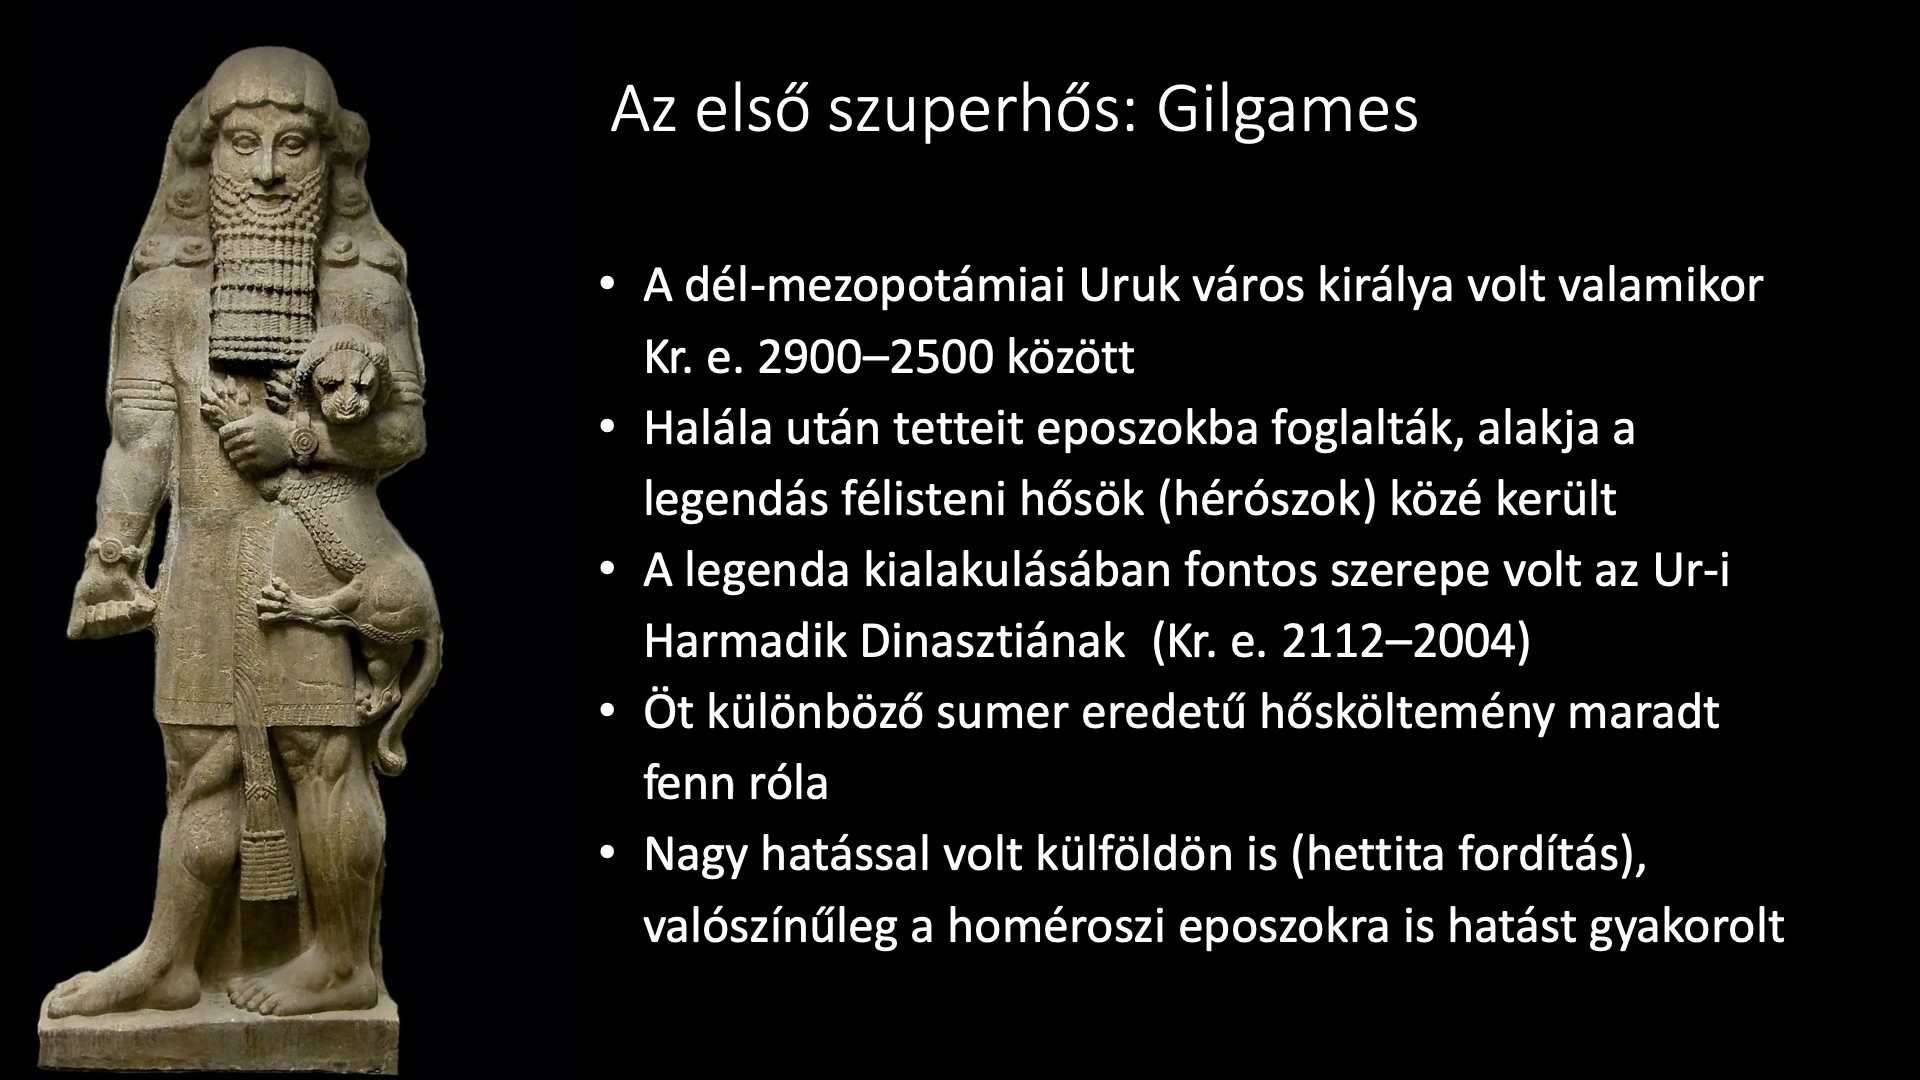 Az első szuperhős: Gilgames
• A dél-mezopotámiai Uruk város királya volt valamikor
Kr. e. 2900–2500 között
• Halála után tetteit eposzokba foglalták, alakja a
legendás félisteni hősök (hérószok) közé került
• A legenda kialakulásában fontos szerepe volt az Ur-i
Harmadik Dinasztiának  (Kr. e. 2112–2004)
• Öt különböző sumer eredetű hősköltemény maradt
fenn róla
• Nagy hatással volt külföldön is (hettita fordítás),
valószínűleg a homéroszi eposzokra is hatást gyakorolt